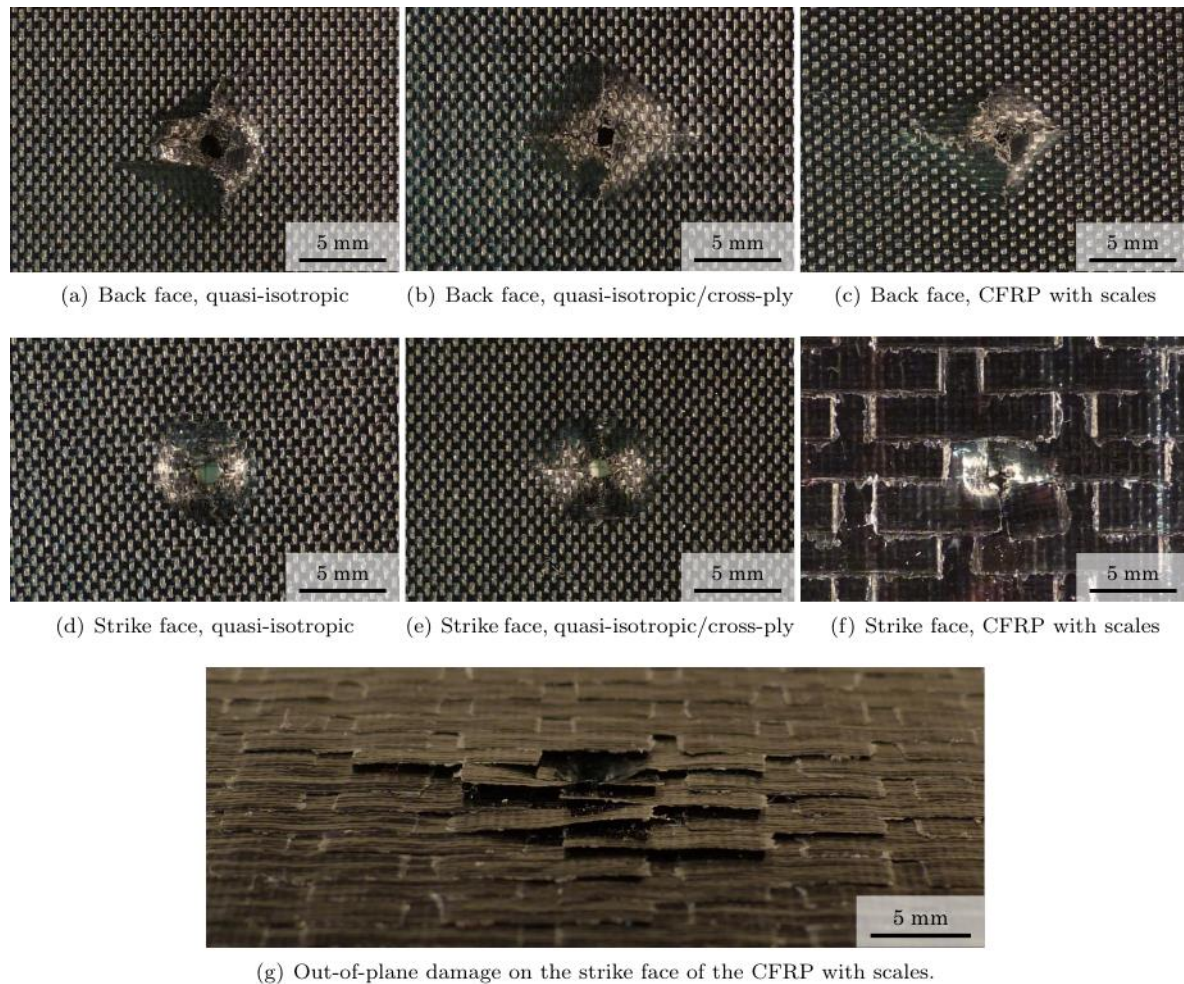 5 mm
5 mm
5 mm
(a) Back face, quasi-isotropic
(b) Back face, quasi-isotropic/cross-ply
(c) Back face, CFRP with scales
5 mm
5 mm
5 mm
(d) Strike face, quasi-isotropic
(e) Strike face, quasi-isotropic/cross-ply
(f) Strike face, CFRP with scales
5 mm
(g) Out-of-plane damage on the strike face of the CFRP with scales.